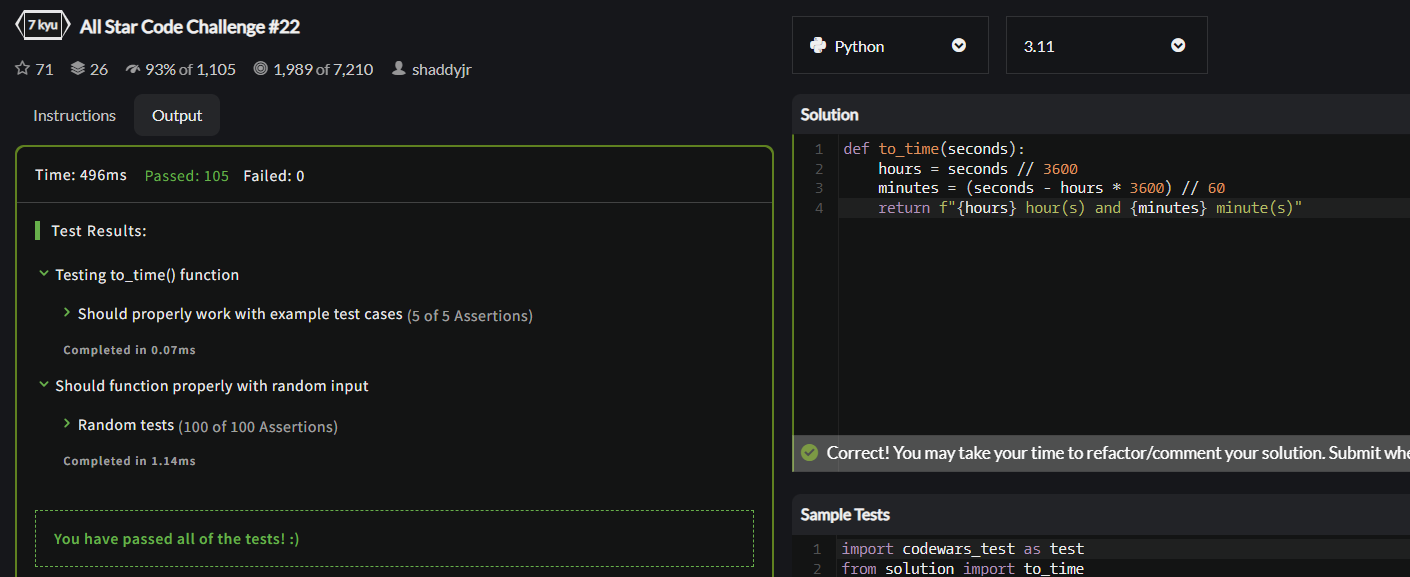 7 kyu All Star Code Challenge #22
71 26 93% of 1,105 1,989 of 7,210 shaddyjr
Instructions Output
Time: 496ms Passed: 105 Failed: 0
Test Results:
Testing to_time() function
Should properly work with example test cases (5 of 5 Assertions)
Completed in 0.07ms
Should function properly with random input
Random tests (100 of 100 Assertions)
Completed in 1.14ms
You have passed all of the tests! :)
Python 3.11
Solution
1 def to_time(seconds):
2     hours = seconds // 3600
3     minutes = (seconds - hours * 3600) // 60
4     return f"{hours} hour(s) and {minutes} minute(s)"
Correct! You may take your time to refactor/comment your solution. Submit whe
Sample Tests
1 import codewars_test as test
2 from solution import to_time